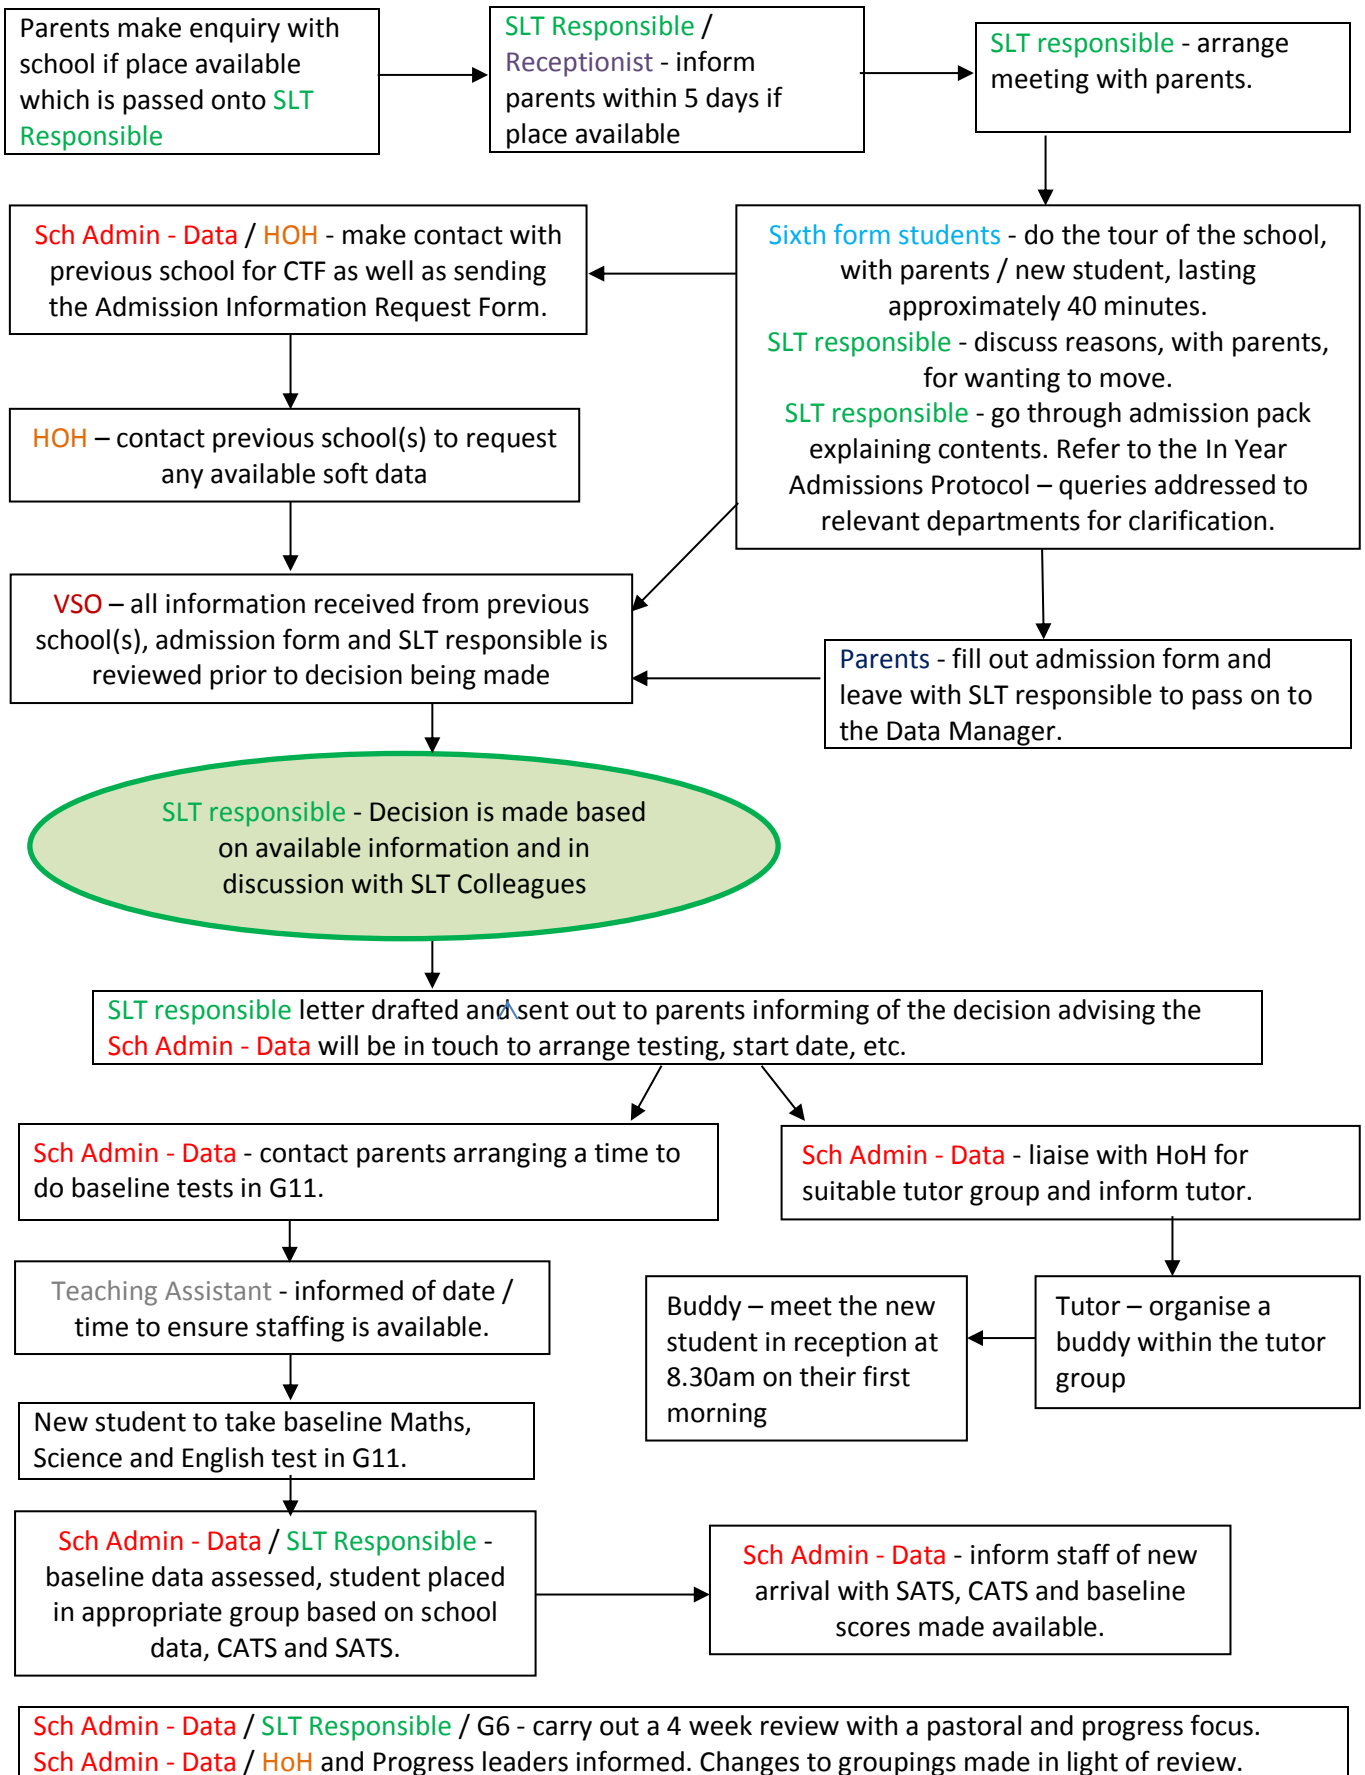 Parents make enquiry with
school if place available
which is passed onto SLT
Responsible
SLT Responsible /
Receptionist - inform
parents within 5 days if
place available
SLT responsible - arrange
meeting with parents.
Sixth form students - do the tour of the school,
with parents / new student, lasting
approximately 40 minutes.
SLT responsible - discuss reasons, with parents,
for wanting to move.
SLT responsible - go through admission pack
explaining contents. Refer to the In Year
Admissions Protocol – queries addressed to
relevant departments for clarification.
Sch Admin - Data / HOH - make contact with
previous school for CTF as well as sending
the Admission Information Request Form.
HOH – contact previous school(s) to request
any available soft data
VSO – all information received from previous
school(s), admission form and SLT responsible is
reviewed prior to decision being made
Parents - fill out admission form and
leave with SLT responsible to pass on to
the Data Manager.
SLT responsible - Decision is made based
on available information and in
discussion with SLT Colleagues
SLT responsible letter drafted and sent out to parents informing of the decision advising the
Sch Admin - Data will be in touch to arrange testing, start date, etc.
Sch Admin - Data - contact parents arranging a time to
do baseline tests in G11.
Sch Admin - Data - liaise with HoH for
suitable tutor group and inform tutor.
Teaching Assistant - informed of date /
time to ensure staffing is available.
Buddy – meet the new
student in reception at
8.30am on their first
morning
Tutor – organise a
buddy within the tutor
group
New student to take baseline Maths,
Science and English test in G11.
Sch Admin - Data / SLT Responsible -
baseline data assessed, student placed
in appropriate group based on school
data, CATS and SATS.
Sch Admin - Data - inform staff of new
arrival with SATS, CATS and baseline
scores made available.
Sch Admin - Data / SLT Responsible / G6 - carry out a 4 week review with a pastoral and progress focus.
Sch Admin - Data / HoH and Progress leaders informed. Changes to groupings made in light of review.